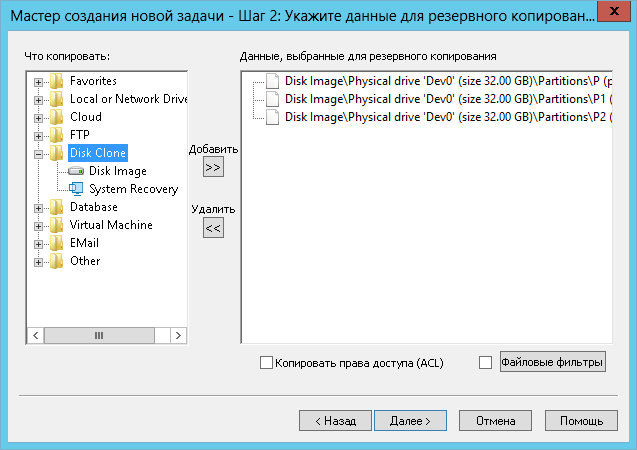 Мастер создания новой задачи - Шаг 2: Укажите данные для резервного копирован...
Что копировать:
Favorites
Local or Network Drive
Cloud
FTP
Disk Clone
Disk Image
System Recovery
Database
Virtual Machine
EMail
Other
Добавить
>>
Удалить
<<
Данные, выбранные для резервного копирования
Disk Image\Physical drive 'Dev0' (size 32.00 GB)\Partitions\P (p
Disk Image\Physical drive 'Dev0' (size 32.00 GB)\Partitions\P1 (
Disk Image\Physical drive 'Dev0' (size 32.00 GB)\Partitions\P2 (
Копировать права доступа (ACL)
Файловые фильтры
< Назад
Далее >
Отмена
Помощь